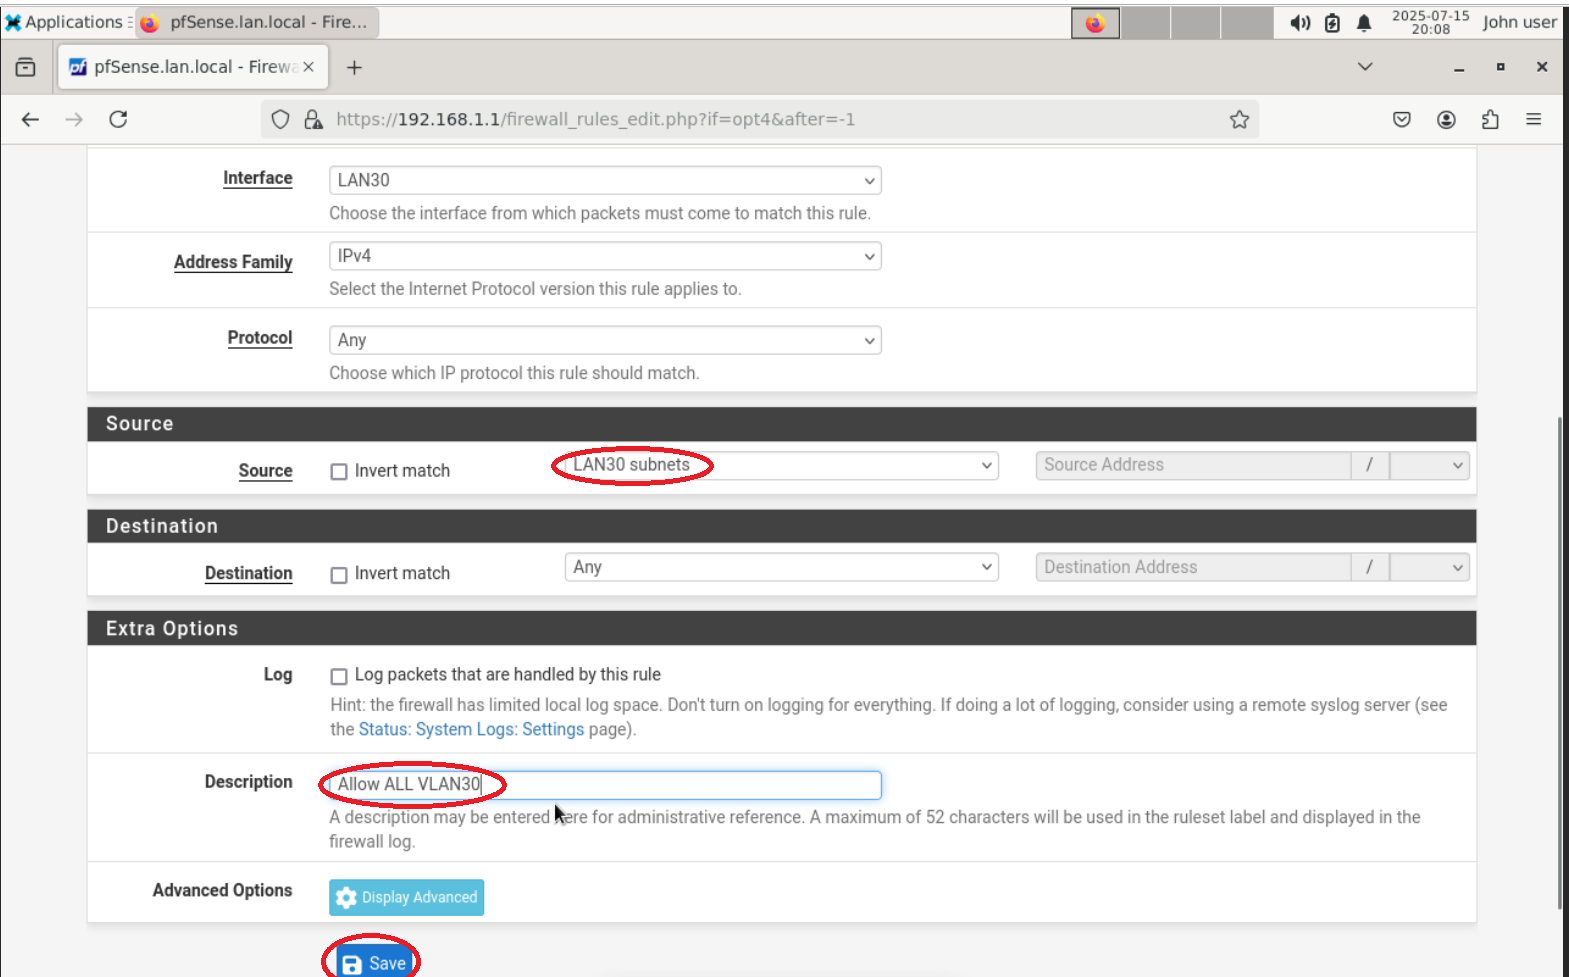 Applications
pfSense.lan.local - Fire...
2025-07-15
20:08
John user
pfSense.lan.local - Firewa
https://192.168.1.1/firewall_rules_edit.php?if=opt4&after=-1
Interface
LAN30
Choose the interface from which packets must come to match this rule.
Address Family
IPv4
Select the Internet Protocol version this rule applies to.
Protocol
Any
Choose which IP protocol this rule should match.
Source
Source
Invert match
LAN30 subnets
Source Address
/
Destination
Destination
Invert match
Any
Destination Address
/
Extra Options
Log
Log packets that are handled by this rule
Hint: the firewall has limited local log space. Don't turn on logging for everything. If doing a lot of logging, consider using a remote syslog server (see
the Status: System Logs: Settings page).
Description
Allow ALL VLAN30
A description may be entered here for administrative reference. A maximum of 52 characters will be used in the ruleset label and displayed in the
firewall log.
Advanced Options
Display Advanced
Save